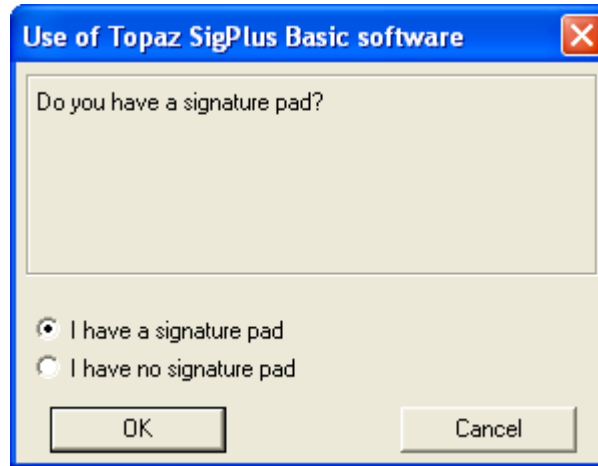 Use of Topaz SigPlus Basic software
Do you have a signature pad?
I have a signature pad
I have no signature pad
OK
Cancel